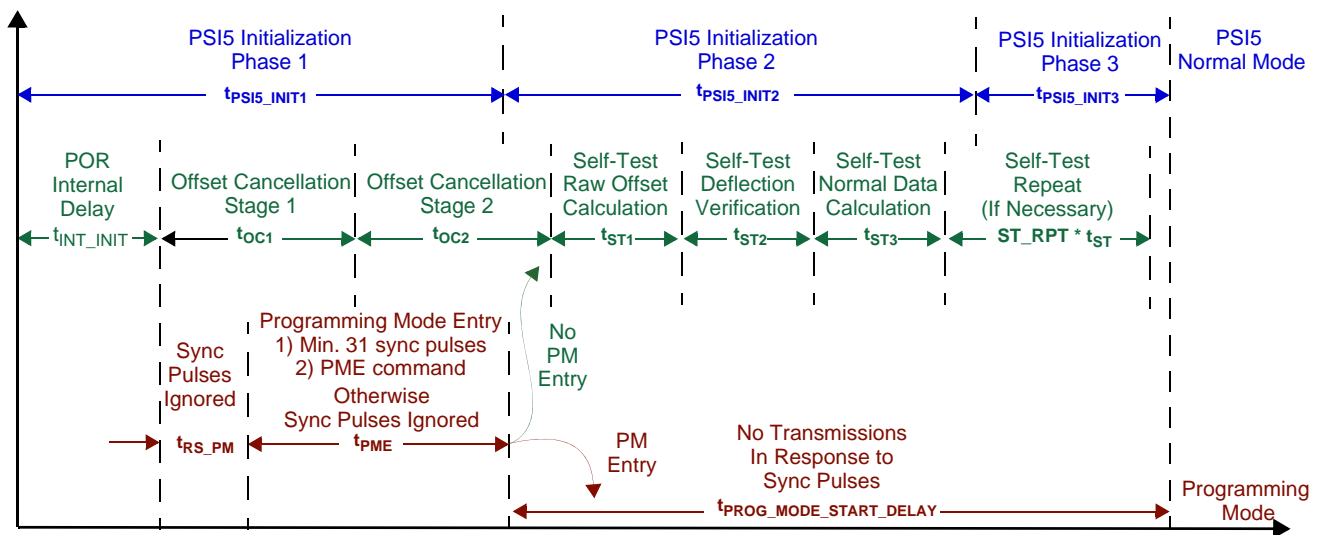 PSI5 Initialization
Phase 1
tPSI5_INIT1
PSI5 Initialization
Phase 2
tPSI5_INIT2
PSI5 Initialization
Phase 3
tPSI5_INIT3
PSI5
Normal Mode
POR
Internal
Delay
tINT_INIT
Offset Cancellation
Stage 1
tOC1
Offset Cancellation
Stage 2
tOC2
Self-Test
Raw Offset
Calculation
tST1
Self-Test
Deflection
Verification
tST2
Self-Test
Normal Data
Calculation
tST3
Self-Test
Repeat
(If Necessary)
ST_RPT * tST
Sync
Pulses
Ignored
tRS_PM
Programming Mode Entry
1) Min. 31 sync pulses
2) PME command
Otherwise
Sync Pulses Ignored
tPME
No
PM
Entry
PM
Entry
No Transmissions
In Response to
Sync Pulses
tPROG_MODE_START_DELAY
Programming
Mode